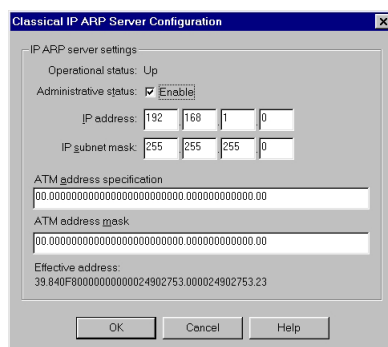 Classical IP ARP Server Configuration
IP ARP server settings
Operational status: Up
Administrative status: Enable
IP address: 192 .168 .1 .0
IP subnet mask: 255 .255 .255 .0
ATM address specification
00.00000000000000000000000000.000000000000.00
ATM address mask
00.00000000000000000000000000.000000000000.00
Effective address:
39.840F80000000000024902753.000024902753.23
OK Cancel Help